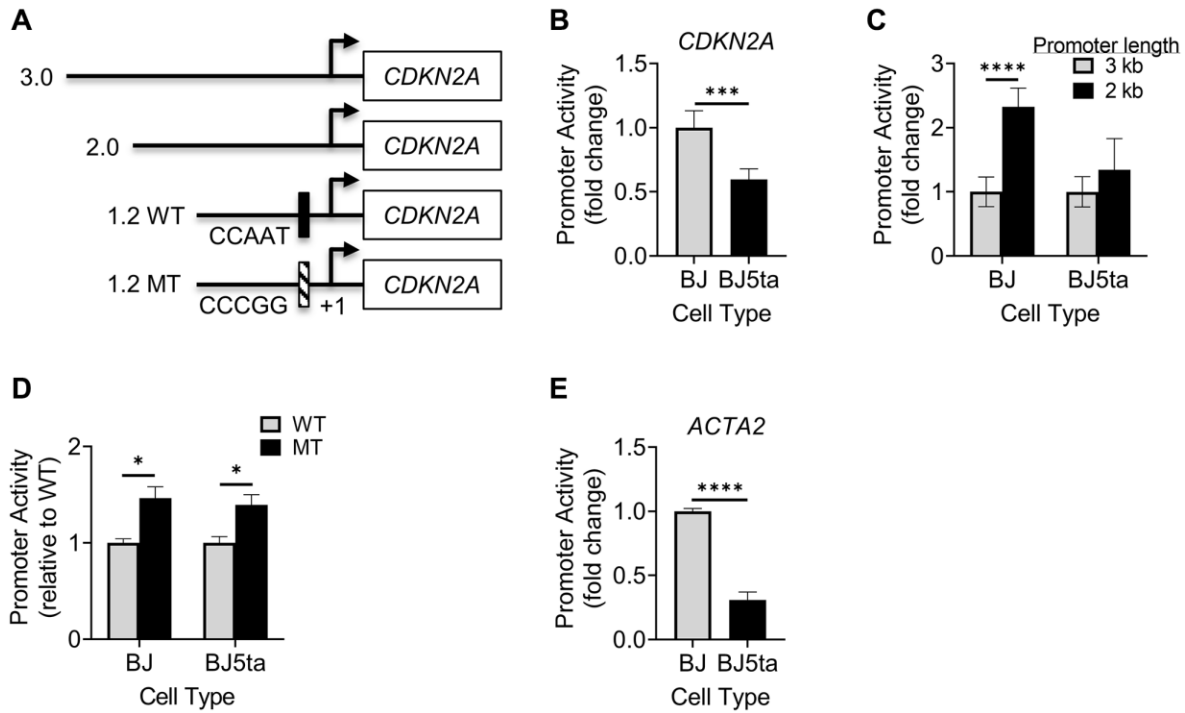 A
3.0
CDKN2A
2.0
CDKN2A
1.2 WT
CCAAT
CDKN2A
1.2 MT
CCCGG
+1
CDKN2A
B
CDKN2A
Promoter Activity
(fold change)
1.5
1.0
0.5
0.0
***
BJ BJ5ta
Cell Type
C
Promoter length
3 kb
2 kb
Promoter Activity
(fold change)
3
2
1
0
****
BJ BJ5ta
Cell Type
D
WT
MT
Promoter Activity
(relative to WT)
2
1
0
* *
BJ BJ5ta
Cell Type
E
ACTA2
Promoter Activity
(fold change)
1.5
1.0
0.5
0.0
****
BJ BJ5ta
Cell Type